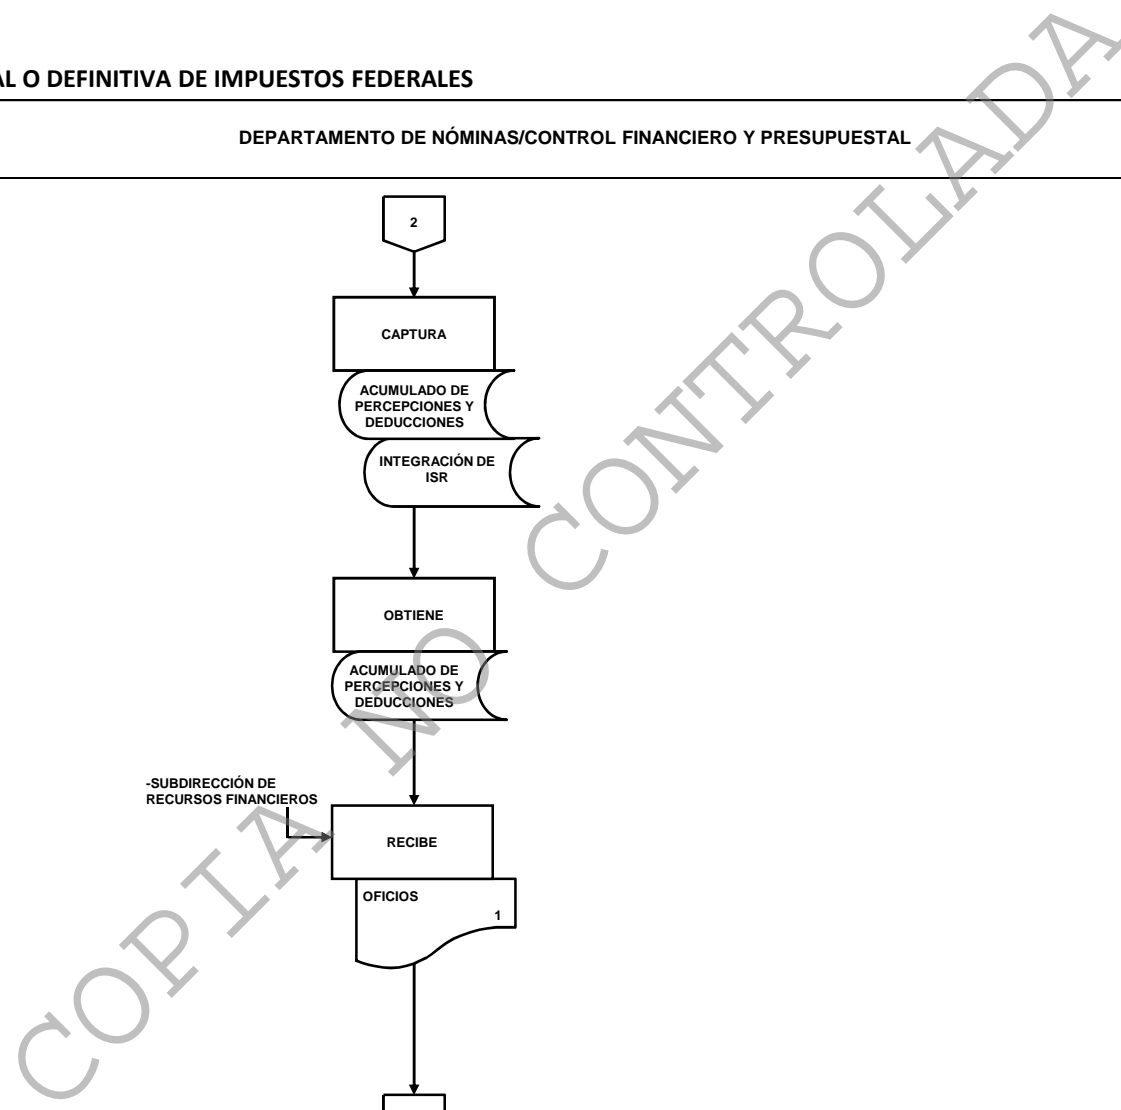 O DEFINITIVA DE IMPUESTOS FEDERALES
DEPARTAMENTO DE NÓMINAS/CONTROL FINANCIERO Y PRESUPUESTAL
2
CAPTURA
ACUMULADO DE
PERCEPCIONES Y
DEDUCCIONES
INTEGRACIÓN DE
ISR
OBTIENE
ACUMULADO DE
PERCEPCIONES Y
DEDUCCIONES
-SUBDIRECCIÓN DE
RECURSOS FINANCIEROS
RECIBE
OFICIOS
1
COPIA NO CONTROLADA